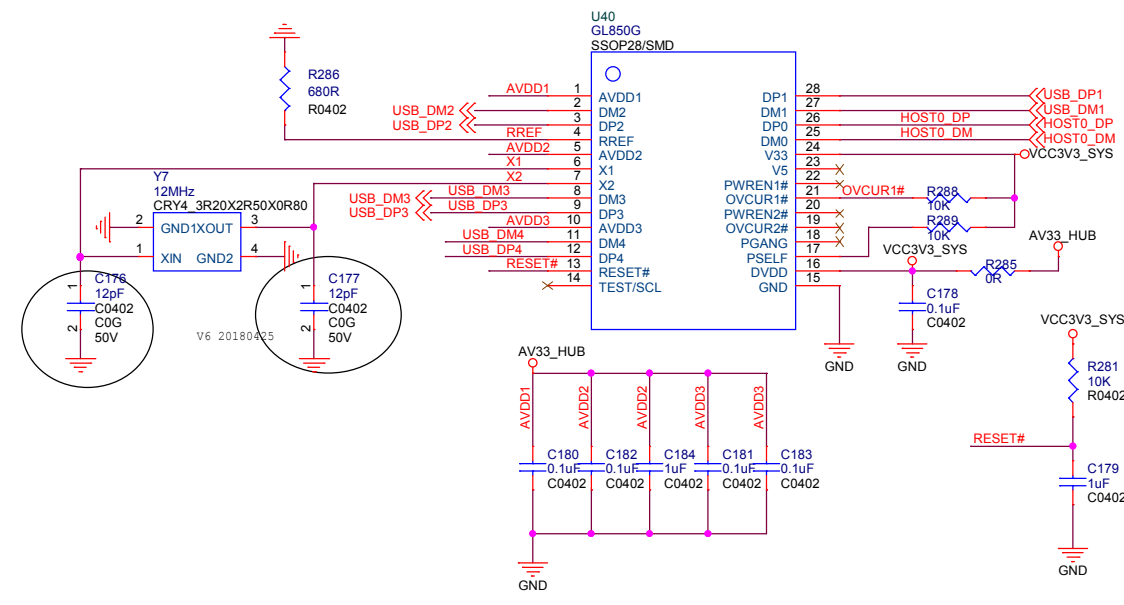 U40
GL850G
SSOP28/SMD
R286
680R
R0402
AVDD1
USB_DM2
USB_DP2
RREF
AVDD2
X1
X2
USB_DM3
USB_DM3
USB_DP3
USB_DP3
AVDD3
USB_DM4
USB_DP4
RESET#
1
2
3
4
5
6
7
8
9
10
11
12
13
14
AVDD1
DM2
DP2
RREF
AVDD2
X1
X2
DM3
DP3
AVDD3
DM4
DP4
RESET#
TEST/SCL
DP1
DM1
DP0
DM0
V33
V5
PWREN1#
OVCUR1#
PWREN2#
OVCUR2#
PGANG
PSELF
DVDD
GND
28
27
26
25
24
23
22
21
20
19
18
17
16
15
USB_DP1
USB_DM1
HOST0_DP
HOST0_DP
HOST0_DM
HOST0_DM
VCC3V3_SYS
OVCUR1#
R288
10K
R289
10K
VCC3V3_SYS
AV33_HUB
R285
0R
C178
0.1uF
C0402
GND
GND
Y7
12MHz
CRY4_3R20X2R50X0R80
2
GND1
XOUT
3
1
XIN
GND2
4
C176
12pF
C0402
C0G
50V
1
2
C177
12pF
C0402
C0G
50V
1
2
V6 20180425
AV33_HUB
AVDD1
AVDD2
AVDD2
AVDD3
AVDD3
C180
0.1uF
C0402
C182
0.1uF
C0402
C184
1uF
C0402
C181
0.1uF
C0402
C183
0.1uF
C0402
GND
VCC3V3_SYS
R281
10K
R0402
RESET#
C179
1uF
C0402
GND